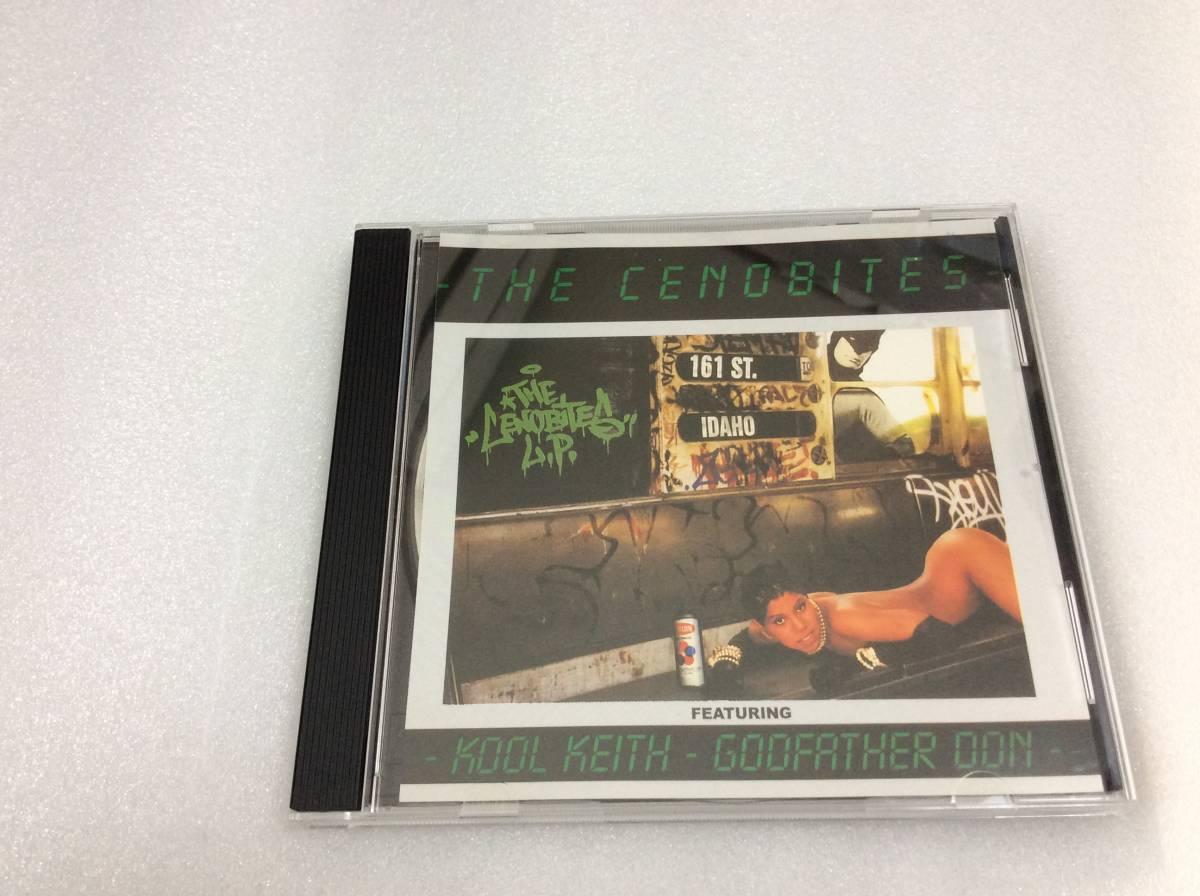 - THE CENOBITES -
THE
CENOBITES
L.P.
161 ST.
IDAHO
FEATURING
- KOOL KEITH - GODFATHER DON -